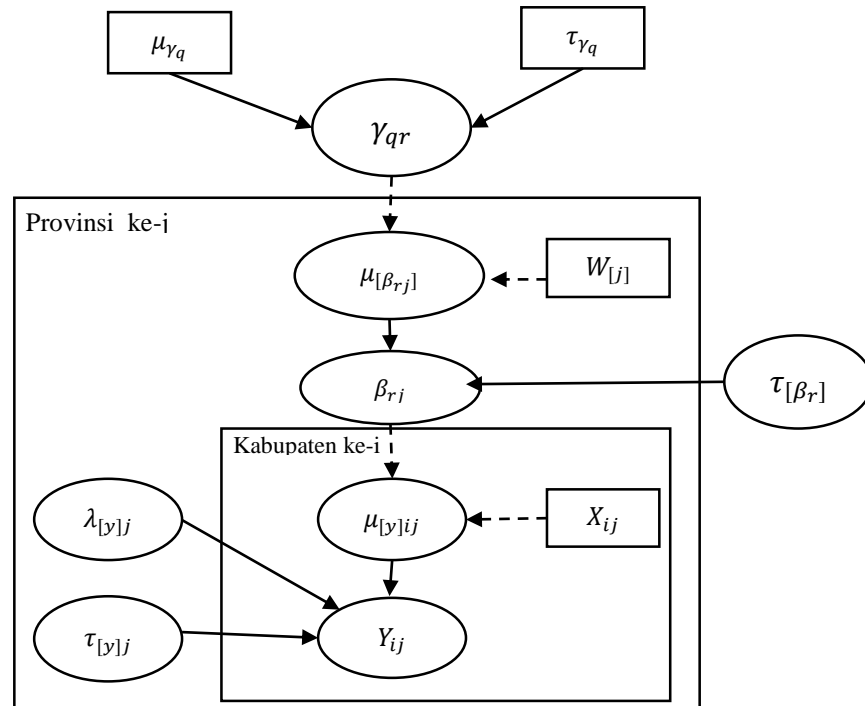 μ_{γ_q}
τ_{γ_q}
γ_{qr}
Provinsi ke-j
μ_{[β_{rj}]}
W_{[j]}
β_{rj}
τ_{[β_r]}
Kabupaten ke-i
λ_{[y]j}
μ_{[y]ij}
X_{ij}
τ_{[y]j}
Y_{ij}